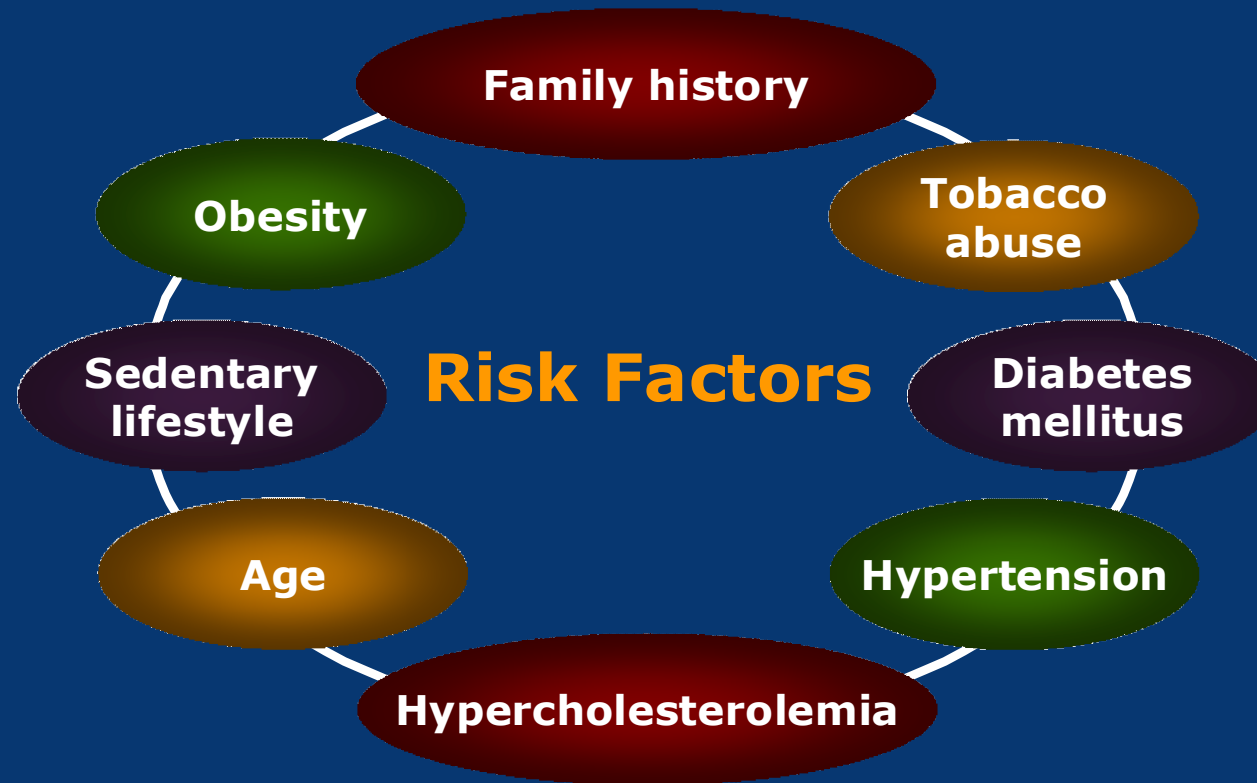 Family history
Obesity
Tobacco
abuse
Sedentary
lifestyle
Risk Factors
Diabetes
mellitus
Age
Hypertension
Hypercholesterolemia